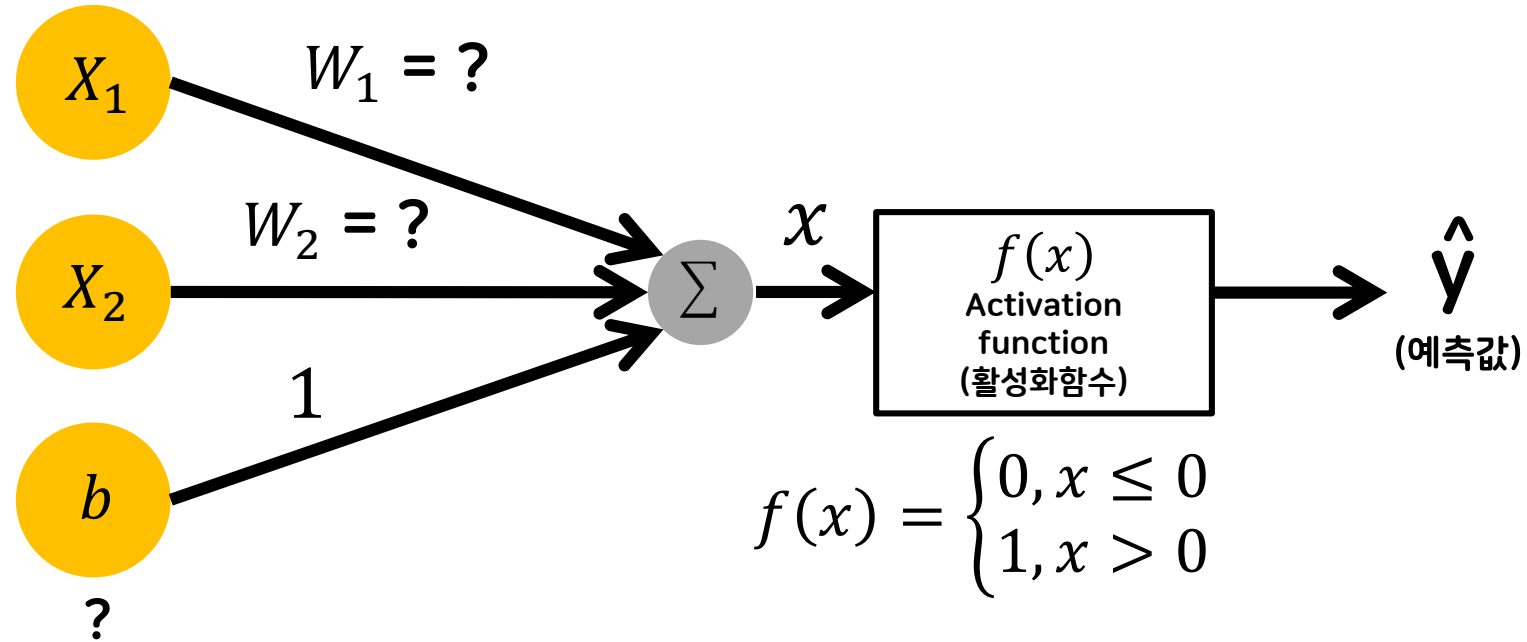 X₁
W₁ = ?
X₂
W₂ = ?
b
1
?
∑
x
f(x)
Activation
function
(활성화함수)
ŷ
(예측값)
f(x) = {0, x ≤ 0
1, x > 0